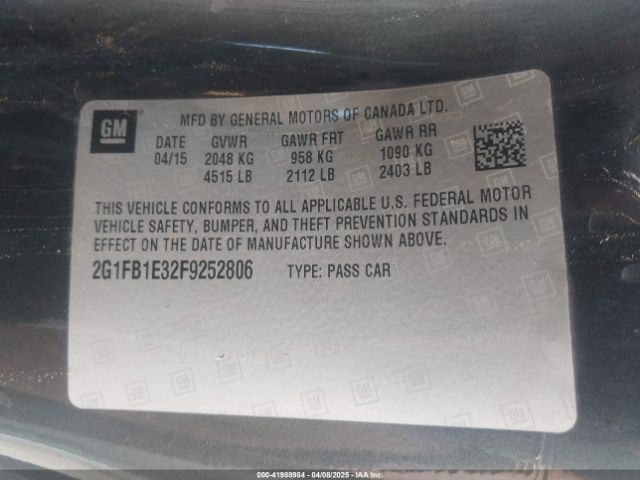 GM
MFD BY GENERAL MOTORS OF CANADA LTD.
DATE GVWR GAWR FRT GAWR RR
04/15 2048 KG 958 KG 1090 KG
4515 LB 2112 LB 2403 LB
THIS VEHICLE CONFORMS TO ALL APPLICABLE U.S. FEDERAL MOTOR
VEHICLE SAFETY, BUMPER, AND THEFT PREVENTION STANDARDS IN
EFFECT ON THE DATE OF MANUFACTURE SHOWN ABOVE.
2G1FB1E32F9252806 TYPE: PASS CAR
000-41988984 04/08/2025 IAA Inc.